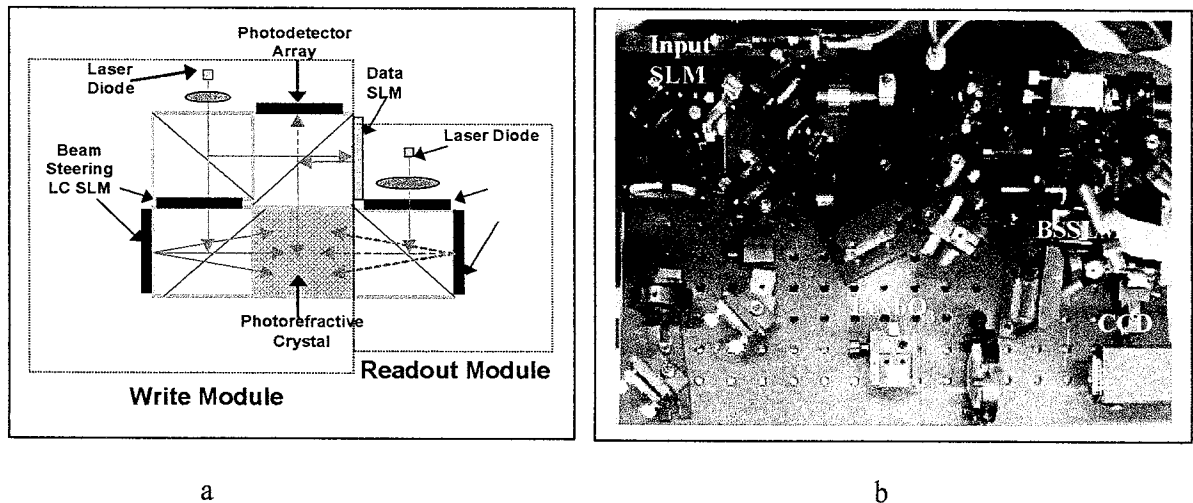 Photodetector
Array
Laser
Diode
Data
SLM
Laser Diode
Beam
Steering
LC SLM
Photorefractive
Crystal
Readout Module
Write Module
a
Input
SLM
CCD
b